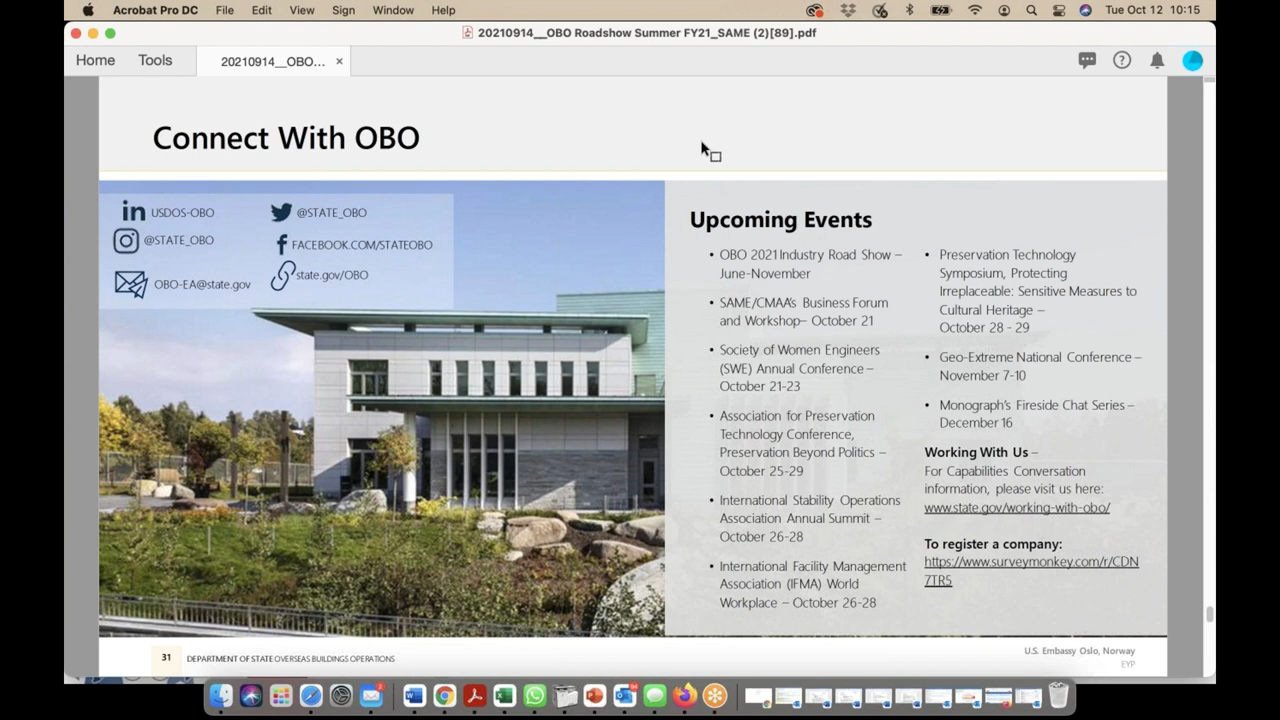 Acrobat Pro DC File Edit View Sign Window Help
Tue Oct 12 10:15
20210914__OBO Roadshow Summer FY21_SAME (2)[89].pdf
Home Tools 20210914__OBO... ×
Connect With OBO
USDOS-OBO
@STATE_OBO
@STATE_OBO
FACEBOOK.COM/STATEOBO
OBO-EA@state.gov
state.gov/OBO
Upcoming Events
• OBO 2021 Industry Road Show –
June-November
• SAME/CMAA's Business Forum
and Workshop– October 21
• Society of Women Engineers
(SWE) Annual Conference –
October 21-23
• Association for Preservation
Technology Conference,
Preservation Beyond Politics –
October 25-29
• International Stability Operations
Association Annual Summit –
October 26-28
• International Facility Management
Association (IFMA) World
Workplace – October 26-28
• Preservation Technology
Symposium, Protecting
Irreplaceable: Sensitive Measures to
Cultural Heritage –
October 28 - 29
• Geo-Extreme National Conference –
November 7-10
• Monograph's Fireside Chat Series –
December 16
Working With Us –
For Capabilities Conversation
information, please visit us here:
www.state.gov/working-with-obo/
To register a company:
https://www.surveymonkey.com/r/CDN
7TR5
31 DEPARTMENT OF STATE OVERSEAS BUILDINGS OPERATIONS
U.S. Embassy Oslo, Norway
EYP